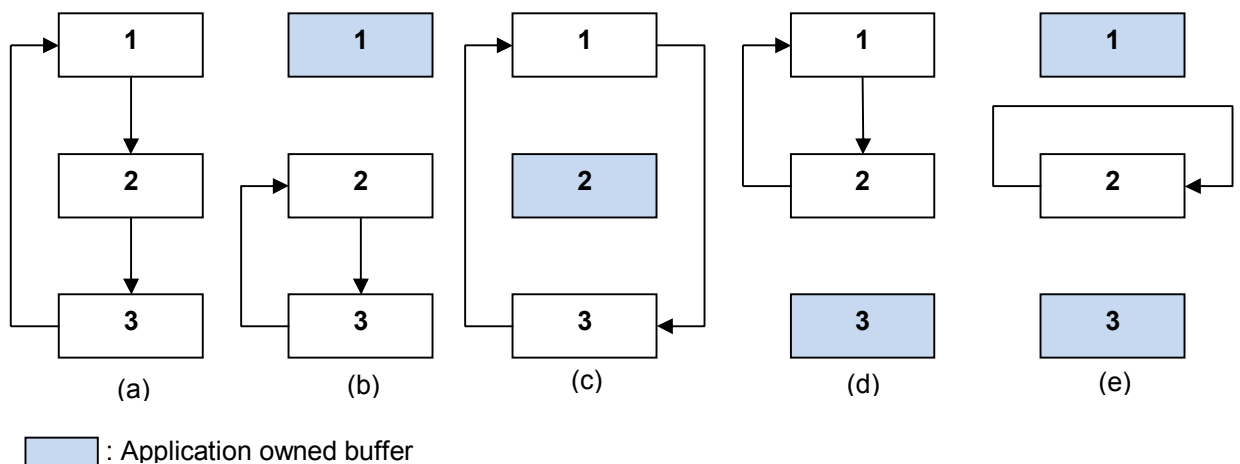 1 1 1 1 1
2 2 2 2 2
3 3 3 3 3
(a) (b) (c) (d) (e)
: Application owned buffer